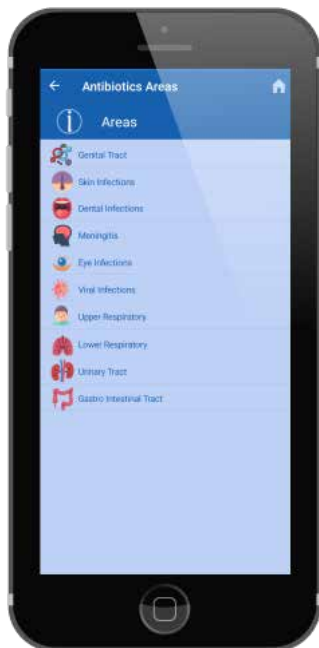 Antibiotics Areas
Areas
Genital Tract
Skin Infections
Dental Infections
Meningitis
Eye Infections
Viral Infections
Upper Respiratory
Lower Respiratory
Urinary Tract
Gastro Intestinal Tract